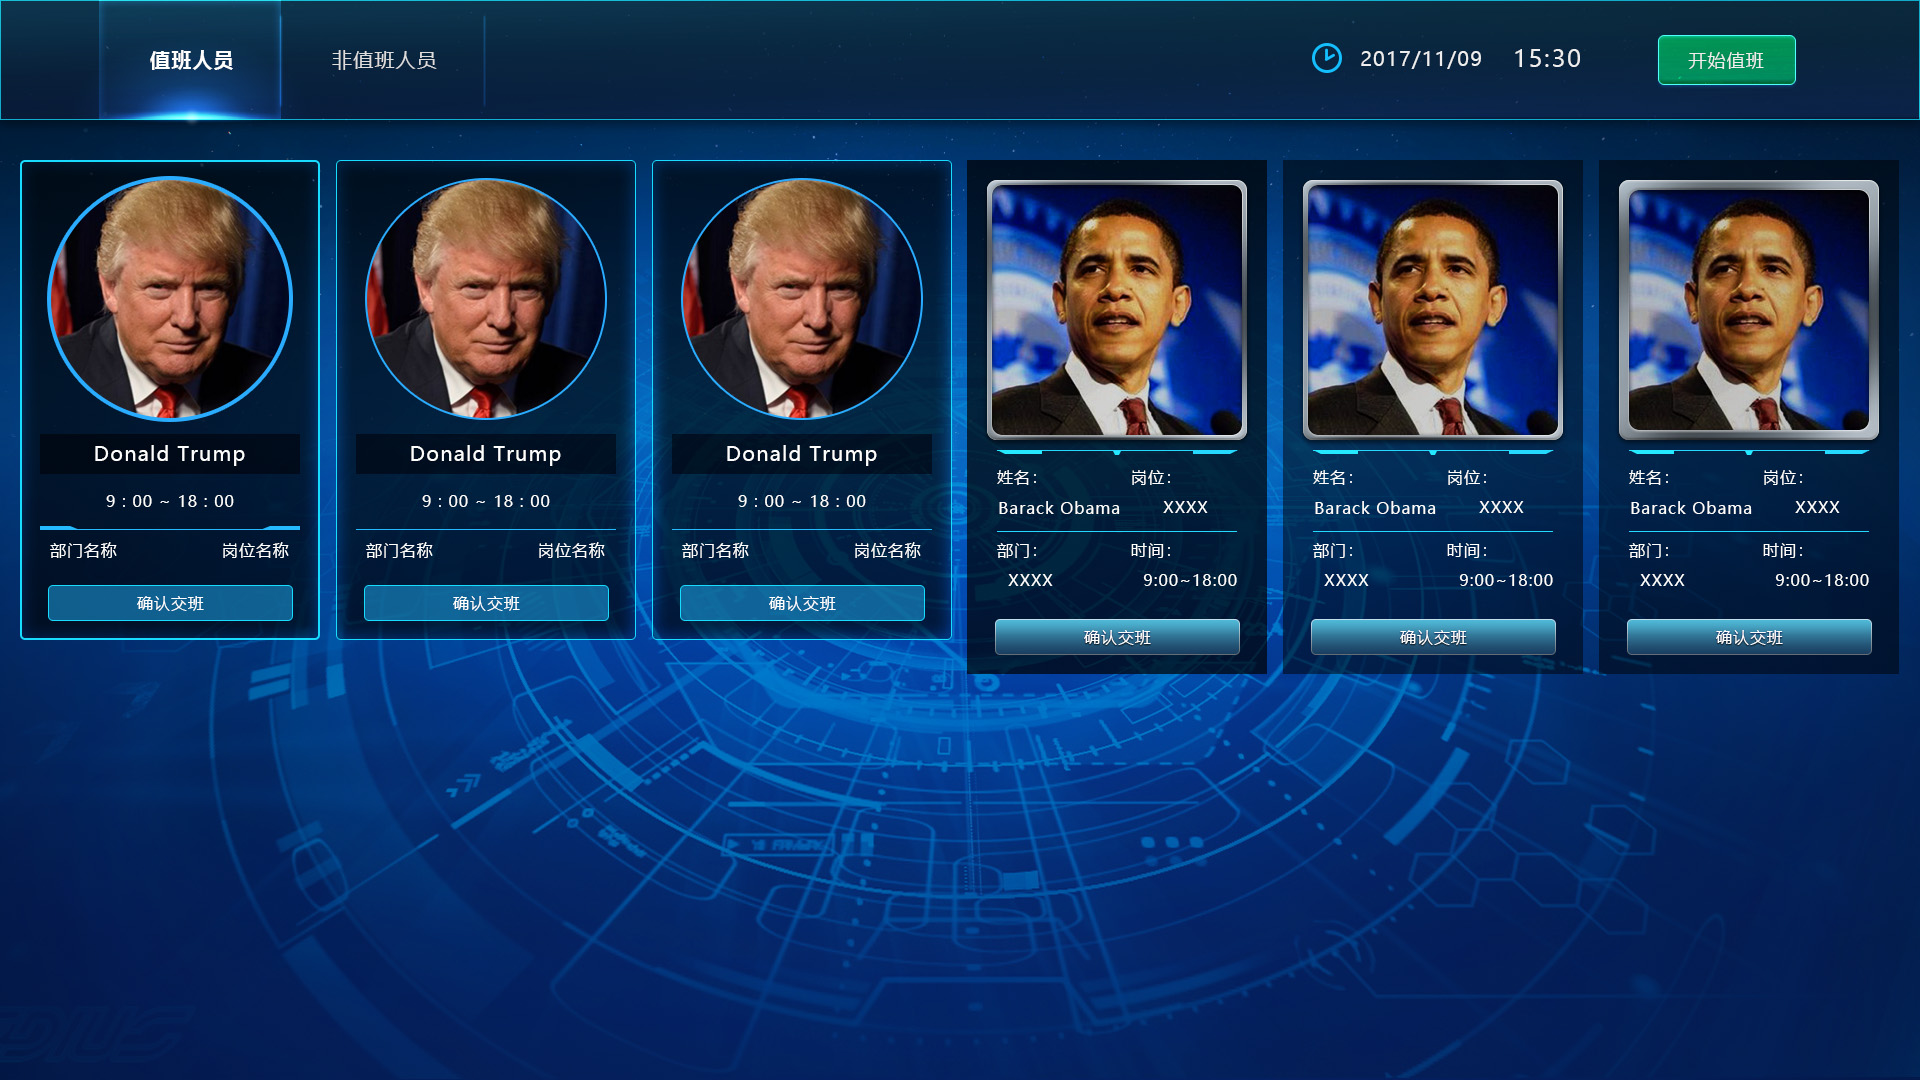 值班人员
非值班人员
2017/11/09 15:30
开始值班
Donald Trump
9 : 00 ~ 18 : 00
部门名称 岗位名称
确认交班
Donald Trump
9 : 00 ~ 18 : 00
部门名称 岗位名称
确认交班
Donald Trump
9 : 00 ~ 18 : 00
部门名称 岗位名称
确认交班
姓名: 岗位:
Barack Obama XXXX
部门: 时间:
XXXX 9:00~18:00
确认交班
姓名: 岗位:
Barack Obama XXXX
部门: 时间:
XXXX 9:00~18:00
确认交班
姓名: 岗位:
Barack Obama XXXX
部门: 时间:
XXXX 9:00~18:00
确认交班